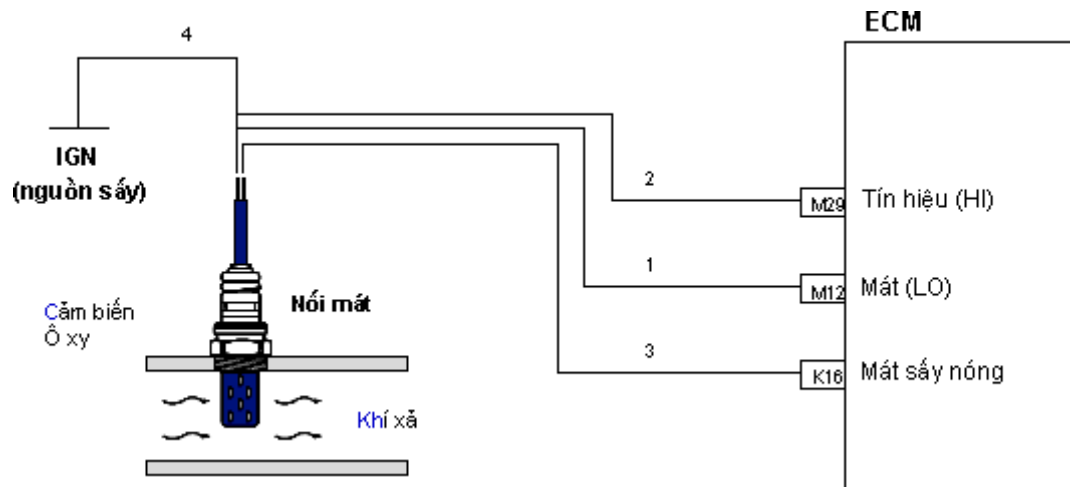 ECM
4
IGN
(nguồn sấy)
2
M29
Tín hiệu (HI)
1
M12
Mát (LO)
Nối mát
Cảm biến
Ô xy
3
K16
Mát sấy nóng
Khí xả